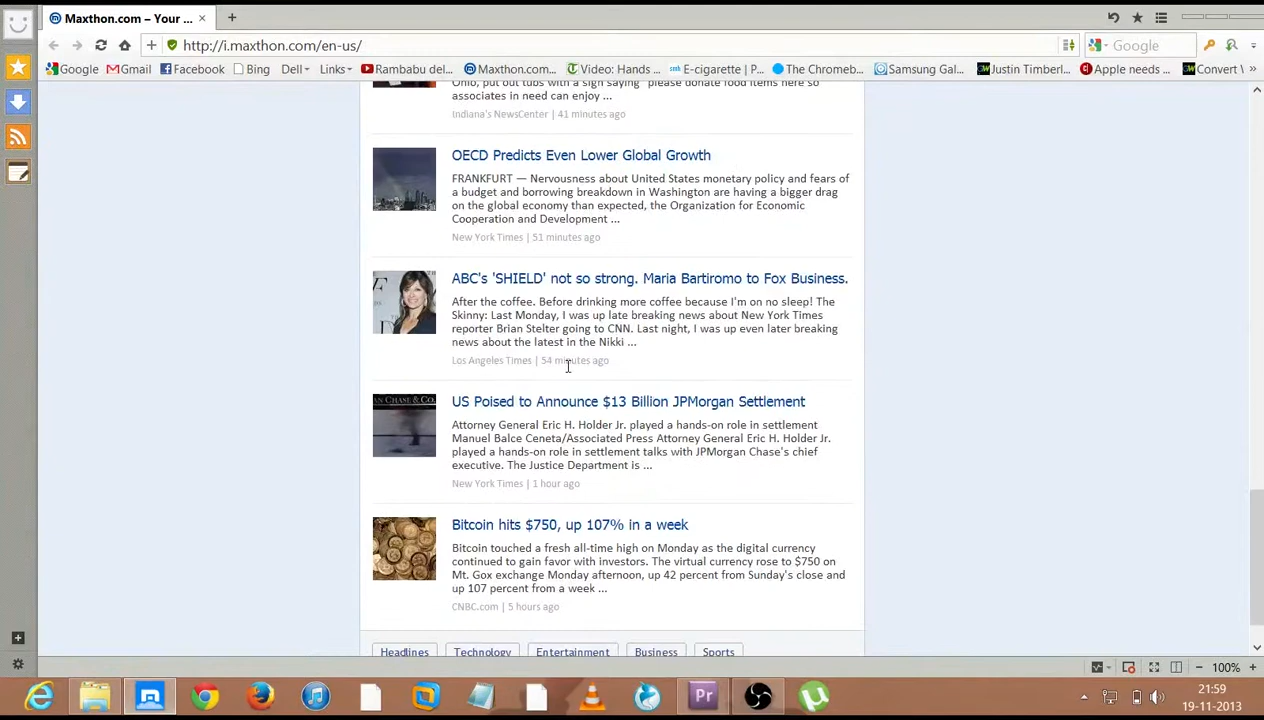 Maxthon.com – Your ...
http://i.maxthon.com/en-us/
Google
Google
Gmail
Facebook
Bing
Dell
Links
Rambabu del...
Maxthon.com...
Video: Hands ...
E-cigarette | P...
The Chromeb...
Samsung Gal...
Justin Timberl...
Apple needs ...
Convert \
Ohio, put out tubs with a sign saying "please donate food items here so
associates in need can enjoy ...
Indiana's NewsCenter | 41 minutes ago
OECD Predicts Even Lower Global Growth
FRANKFURT — Nervousness about United States monetary policy and fears of
a budget and borrowing breakdown in Washington are having a bigger drag
on the global economy than expected, the Organization for Economic
Cooperation and Development ...
New York Times | 51 minutes ago
ABC's 'SHIELD' not so strong. Maria Bartiromo to Fox Business.
After the coffee. Before drinking more coffee because I'm on no sleep! The
Skinny: Last Monday, I was up late breaking news about New York Times
reporter Brian Stelter going to CNN. Last night, I was up even later breaking
news about the latest in the Nikki ...
Los Angeles Times | 54 minutes ago
AN CHASE & CO.
US Poised to Announce $13 Billion JPMorgan Settlement
Attorney General Eric H. Holder Jr. played a hands-on role in settlement
Manuel Balce Ceneta/Associated Press Attorney General Eric H. Holder Jr.
played a hands-on role in settlement talks with JPMorgan Chase's chief
executive. The Justice Department is ...
New York Times | 1 hour ago
Bitcoin hits $750, up 107% in a week
Bitcoin touched a fresh all-time high on Monday as the digital currency
continued to gain favor with investors. The virtual currency rose to $750 on
Mt. Gox exchange Monday afternoon, up 42 percent from Sunday's close and
up 107 percent from a week ...
CNBC.com | 5 hours ago
Headlines
Technology
Entertainment
Business
Sports
100%
Pr
21:59
19-11-2013